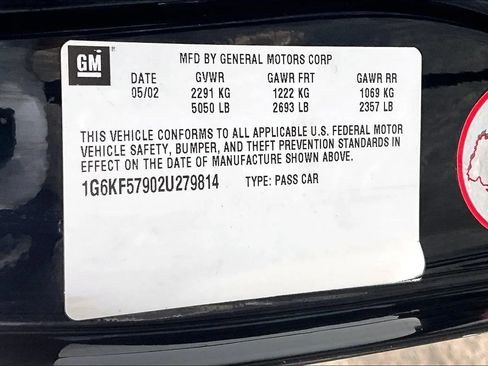 GM
MFD BY GENERAL MOTORS CORP
DATE GVWR GAWR FRT GAWR RR
05/02 2291 KG 1222 KG 1069 KG
5050 LB 2693 LB 2357 LB
THIS VEHICLE CONFORMS TO ALL APPLICABLE U.S. FEDERAL MOTOR
VEHICLE SAFETY, BUMPER, AND THEFT PREVENTION STANDARDS IN
EFFECT ON THE DATE OF MANUFACTURE SHOWN ABOVE.
1G6KF57902U279814 TYPE: PASS CAR